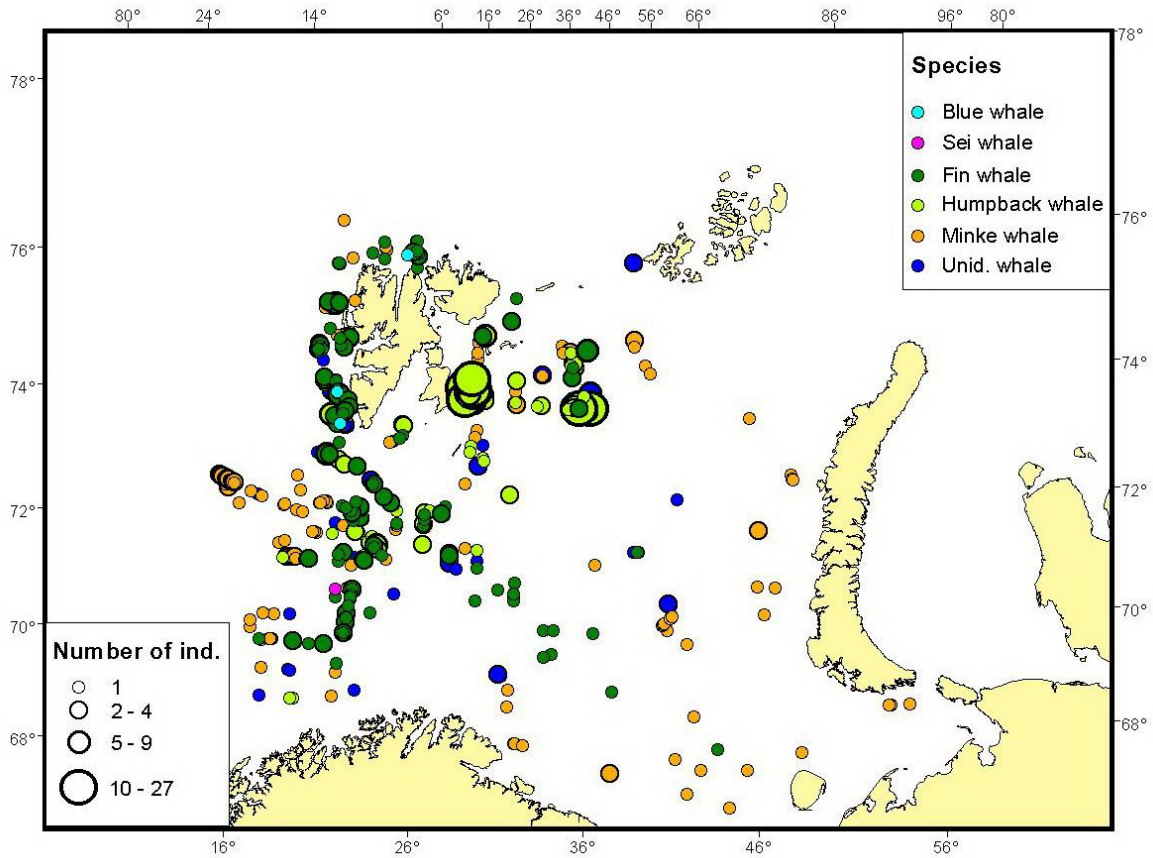 80° 24° 14° 6° 16° 26° 36° 46° 56° 66° 86° 96° 80°
78° 78°
Species
Blue whale
Sei whale
Fin whale
Humpback whale
Minke whale
Unid. whale
76° 76°
74° 74°
72° 72°
70° 70°
Number of ind.
1
2 - 4
5 - 9
10 - 27
68° 68°
16° 26° 36° 46° 56°